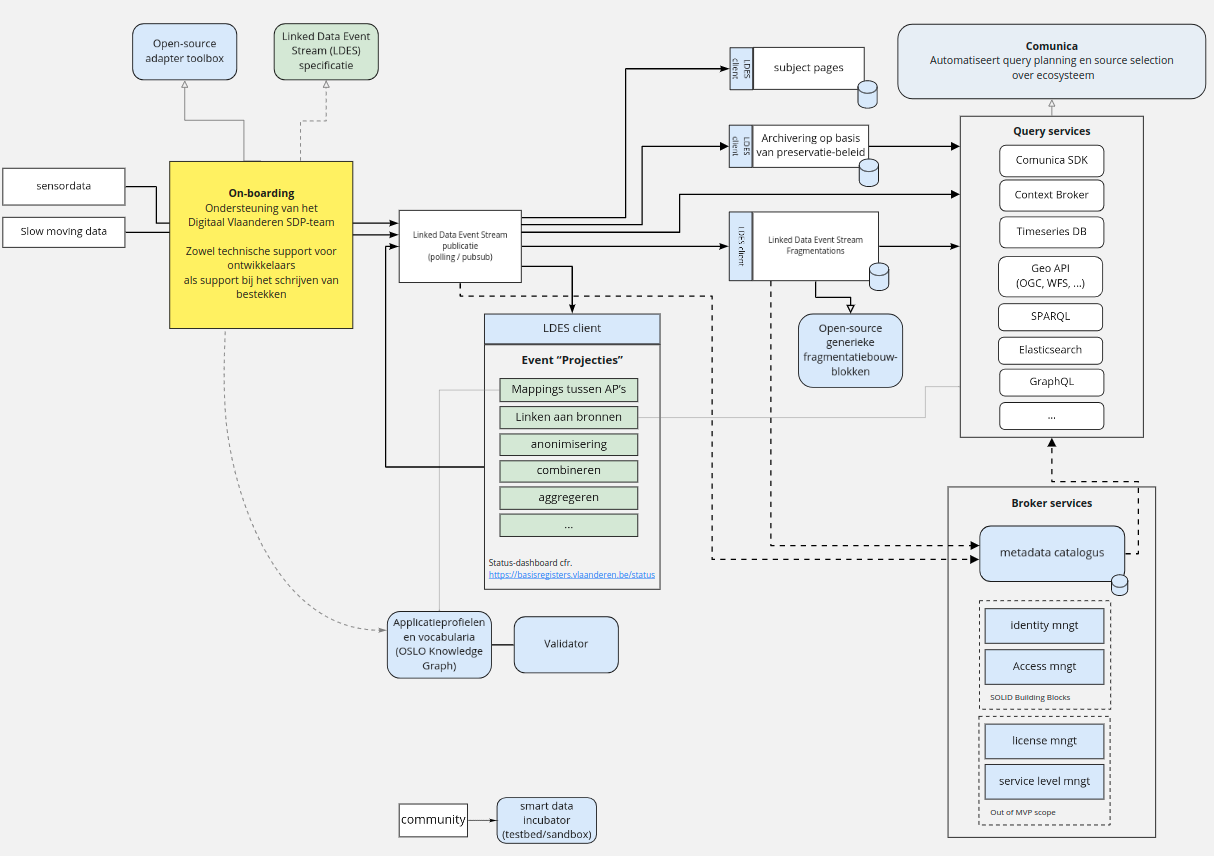 Open-source
adapter toolbox
Linked Data Event
Stream (LDES)
specificatie
LDES
client
subject pages
Comunica
Automatiseert query planning en source selection
over ecosysteem
sensordata
Slow moving data
On-boarding
Ondersteuning van het
Digitaal Vlaanderen SDP-team
Zowel technische support voor
ontwikkelaars
als support bij het schrijven van
bestekken
Linked Data Event Stream
publicatie
(polling / pubsub)
LDES
client
Archivering op basis
van preservatie-beleid
LDES client
Linked Data Event Stream
Fragmentations
Open-source
generieke
fragmentatiebouw-
blokken
Query services
Comunica SDK
Context Broker
Timeseries DB
Geo API
(OGC, WFS, ...)
SPARQL
Elasticsearch
GraphQL
...
LDES client
Event “Projecties”
Mappings tussen AP's
Linken aan bronnen
anonimisering
combineren
aggregeren
...
Status-dashboard cfr.
https://basisregisters.vlaanderen.be/status
Applicatieprofielen
en vocabularia
(OSLO Knowledge
Graph)
Validator
Broker services
metadata catalogus
identity mngt
Access mngt
SOLID Building Blocks
license mngt
service level mngt
Out of MVP scope
community
smart data
incubator
(testbed/sandbox)